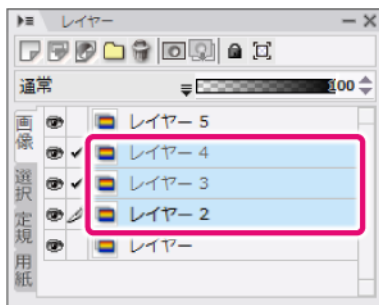 レイヤー
通常
100
画像
レイヤー 5
レイヤー 4
選択
レイヤー 3
定規
レイヤー 2
用紙
レイヤー